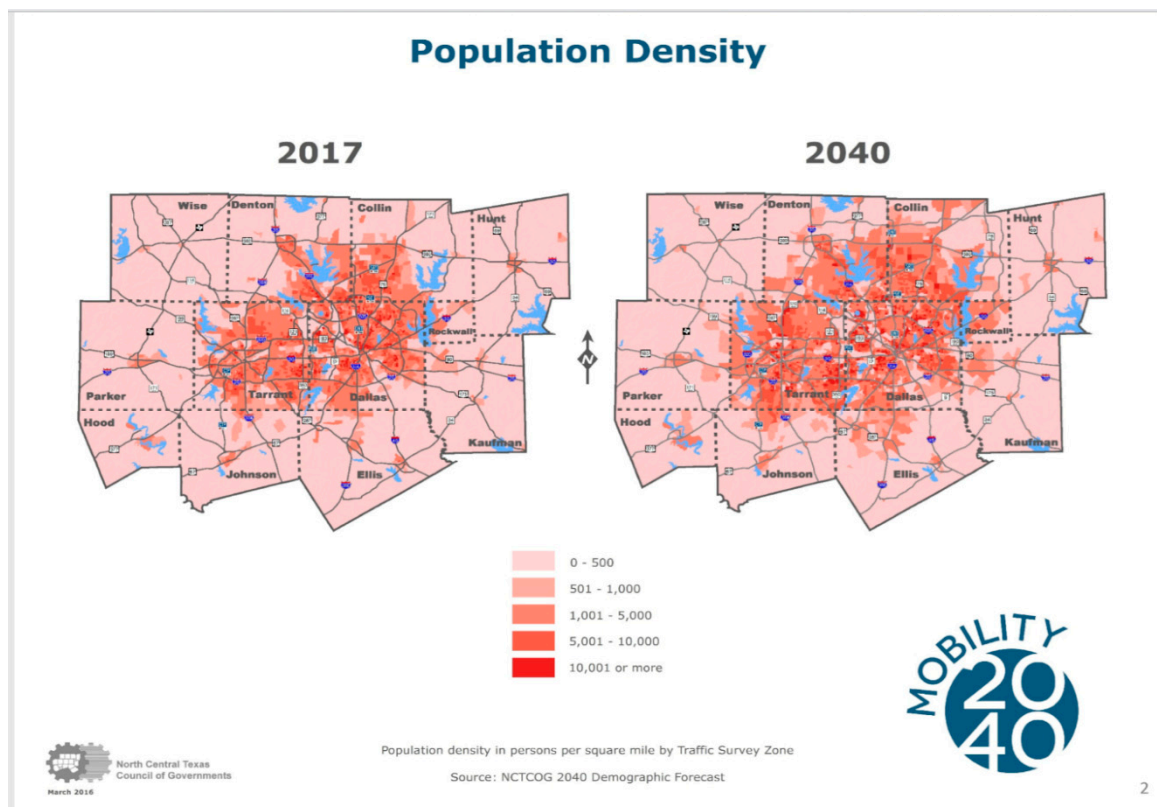 Population Density
2017
2040
Wise
Denton
Collin
Hunt
Rockwall
Parker
Tarrant
Dallas
Hood
Johnson
Ellis
Kaufman
Wise
Denton
Collin
Hunt
Rockwall
Parker
Tarrant
Dallas
Hood
Johnson
Ellis
Kaufman
N
0 - 500
501 - 1,000
1,001 - 5,000
5,001 - 10,000
10,001 or more
MOBILITY
20
40
North Central Texas
Council of Governments
March 2016
Population density in persons per square mile by Traffic Survey Zone
Source: NCTCOG 2040 Demographic Forecast
2